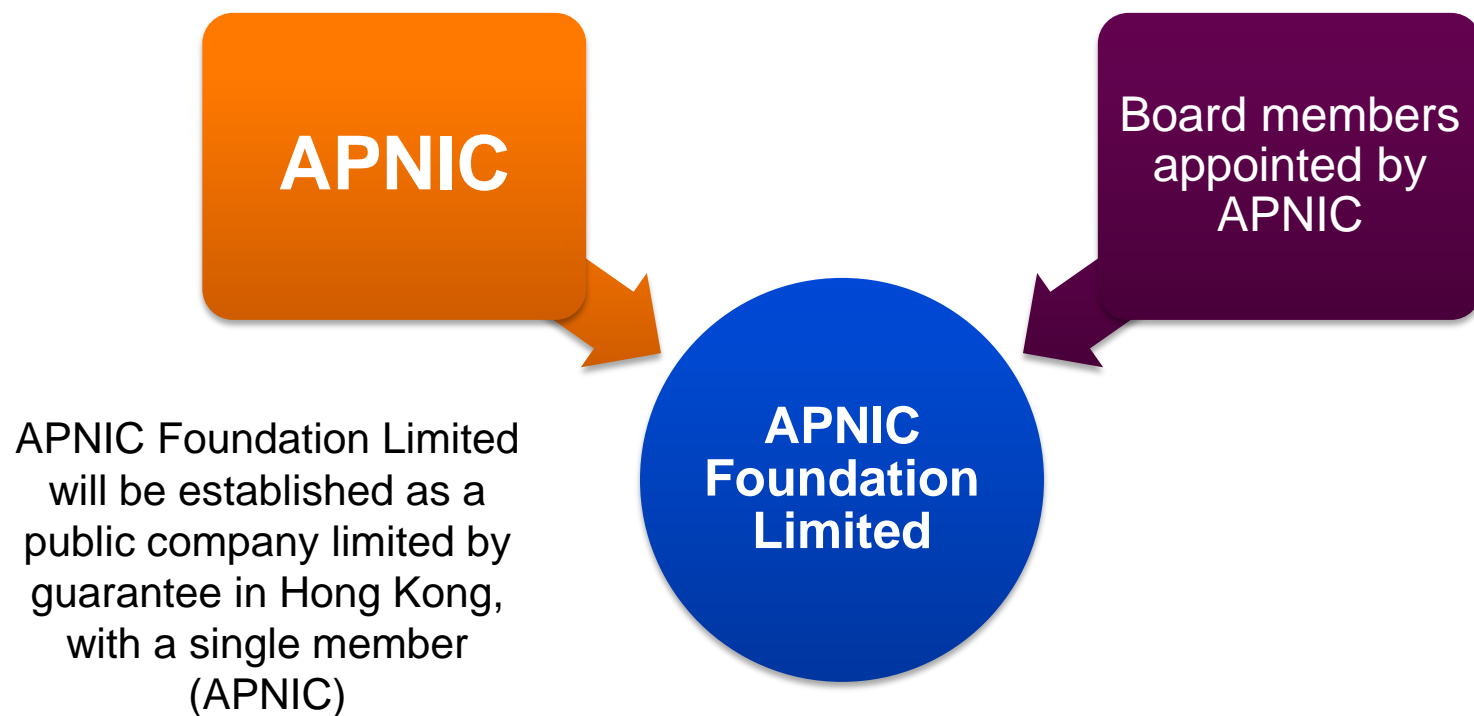 APNIC
Board members
appointed by
APNIC
APNIC
Foundation
Limited
APNIC Foundation Limited
will be established as a
public company limited by
guarantee in Hong Kong,
with a single member
(APNIC)